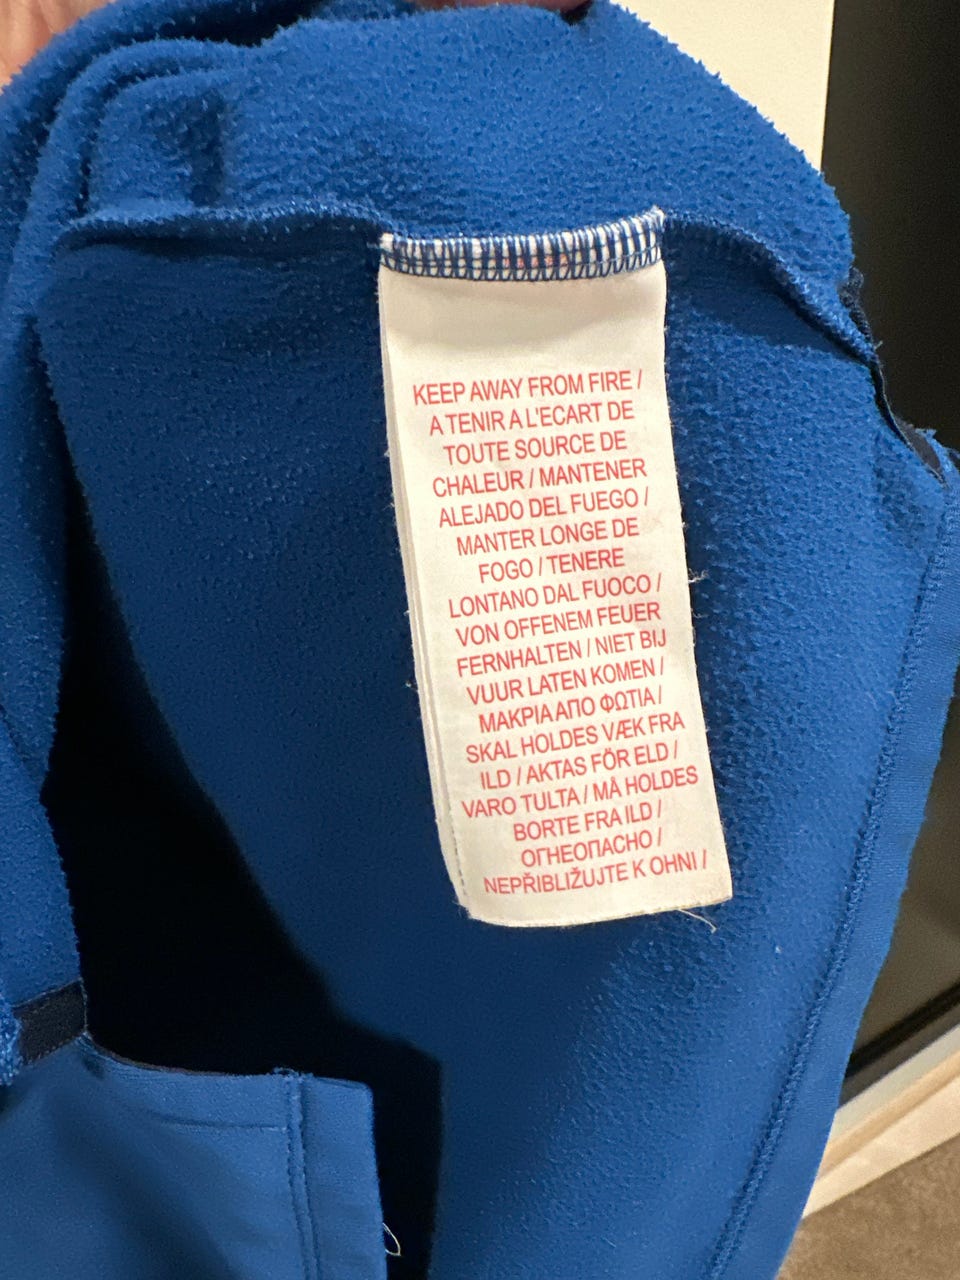 KEEP AWAY FROM FIRE /
A TENIR A L'ECART DE
TOUTE SOURCE DE
CHALEUR / MANTENER
ALEJADO DEL FUEGO /
MANTER LONGE DE
FOGO / TENERE
LONTANO DAL FUOCO /
VON OFFENEM FEUER
FERNHALTEN / NIET BIJ
VUUR LATEN KOMEN /
ΜΑΚΡΙΑ ΑΠΟ ΦΩΤΙΑ /
SKAL HOLDES VÆK FRA
ILD / AKTAS FÖR ELD /
VARO TULTA / MÅ HOLDES
BORTE FRA ILD /
ОГНЕОПАСНО /
NEPŘIBLIŽUJTE K OHNI /